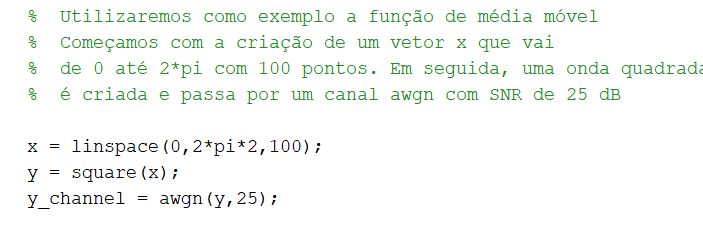 % Utilizaremos como exemplo a função de média móvel
% Começamos com a criação de um vetor x que vai
% de 0 até 2*pi com 100 pontos. Em seguida, uma onda quadrada
% é criada e passa por um canal awgn com SNR de 25 dB
x = linspace(0,2*pi*2,100);
y = square(x);
y_channel = awgn(y,25);